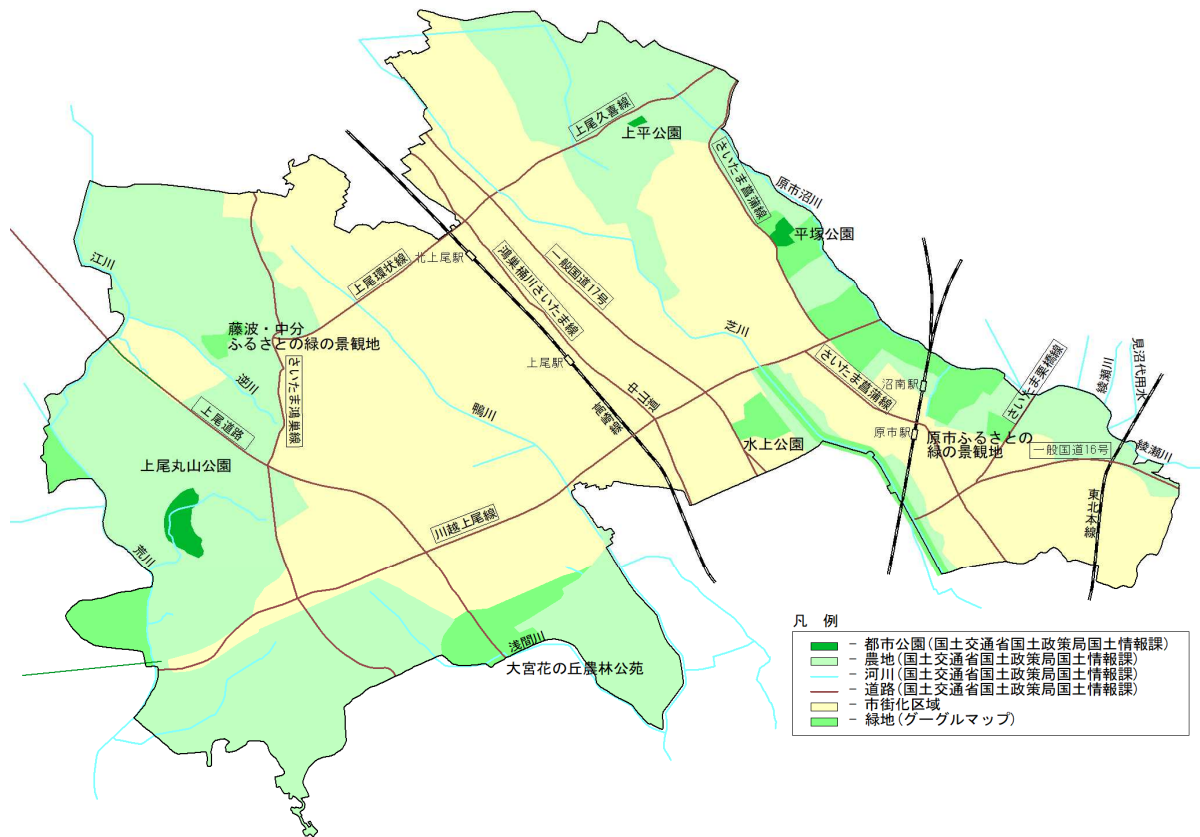 上尾久喜線
上平公園
さいたま菖蒲線
原市沼川
平塚公園
江川
上尾環状線
北上尾駅
鴻巣桶川さいたま線
一般国道17号
藤波・中分
ふるさとの緑の景観地
さいたま鴻巣線
逆川
上尾道路
上尾駅
鴨川
高崎線
芝川
さいたま菖蒲線
沼南駅
さいたま栗橋線
綾瀬川
見沼代用水
水上公園
原市駅
原市ふるさとの
緑の景観地
一般国道16号
綾瀬川
東北本線
上尾丸山公園
川越上尾線
荒川
浅間川
大宮花の丘農林公苑
凡 例
- 都市公園(国土交通省国土政策局国土情報課)
- 農地(国土交通省国土政策局国土情報課)
- 河川(国土交通省国土政策局国土情報課)
- 道路(国土交通省国土政策局国土情報課)
- 市街化区域
- 緑地(グーグルマップ)